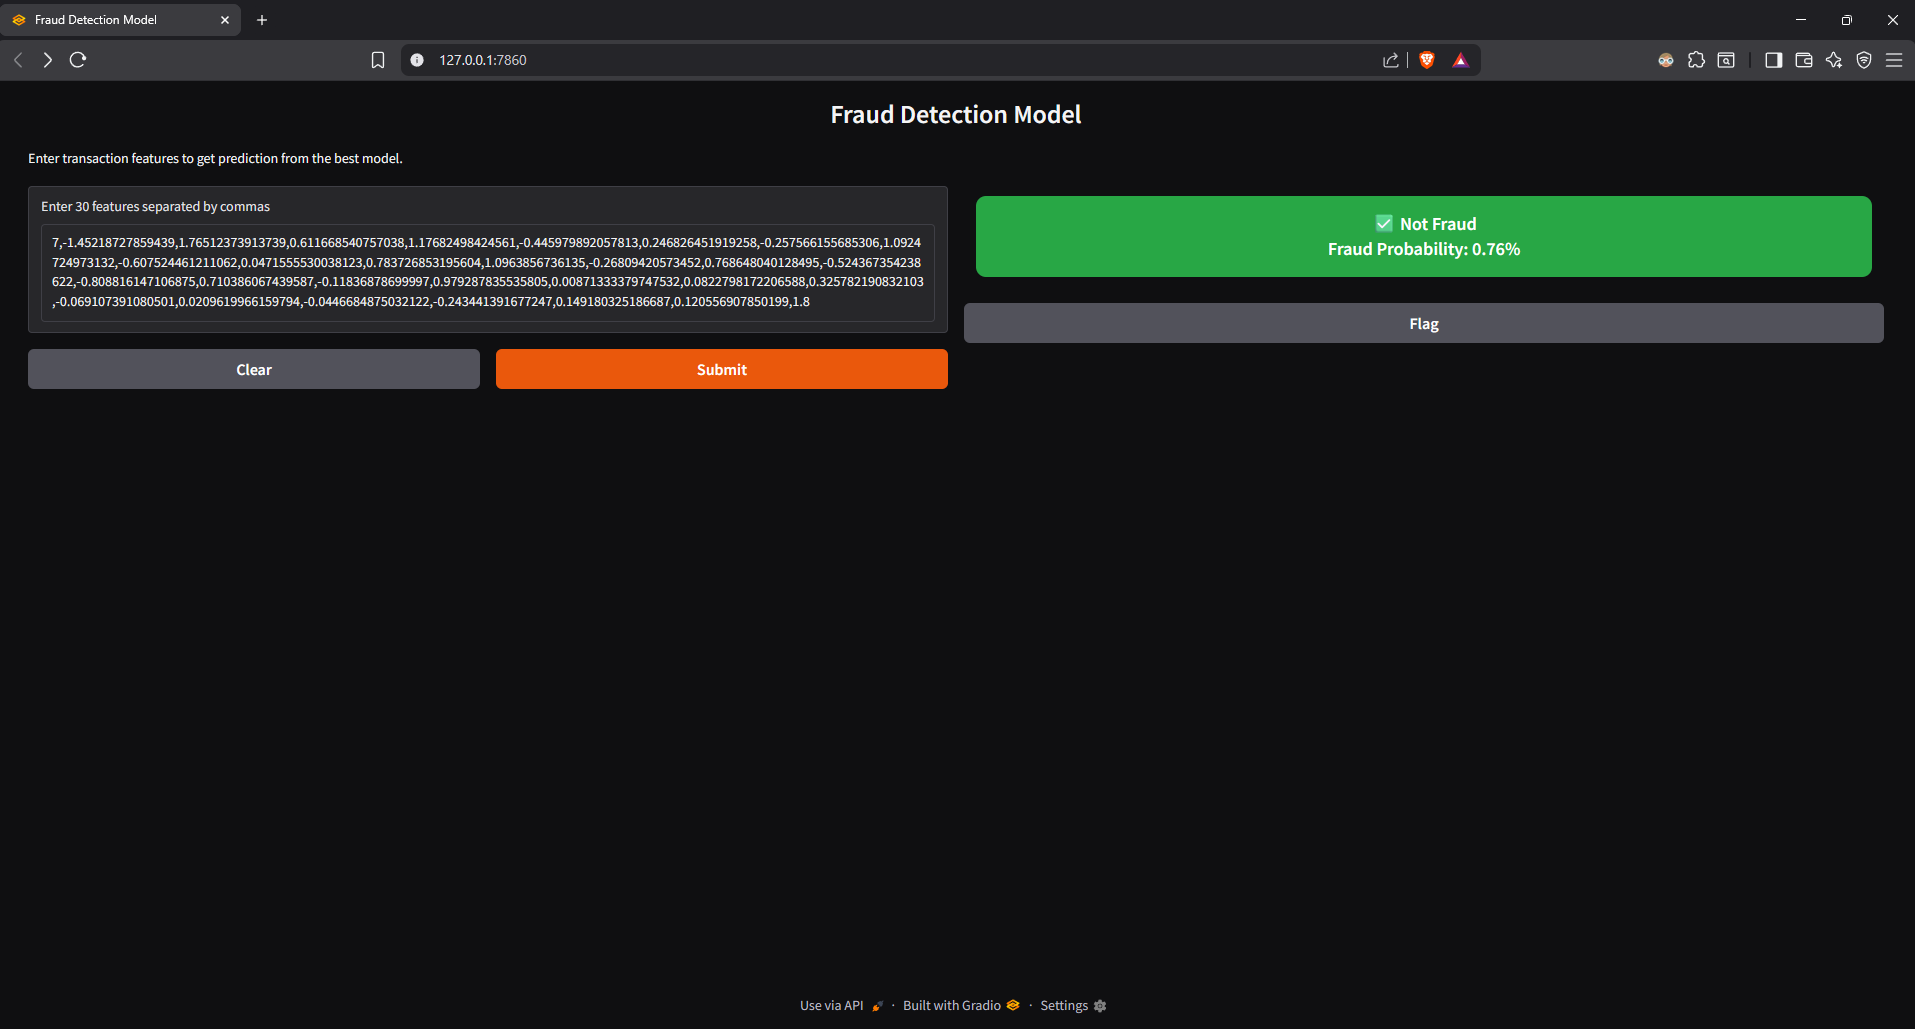 Fraud Detection Model
127.0.0.1:7860
Fraud Detection Model
Enter transaction features to get prediction from the best model.
Enter 30 features separated by commas
7,-1.45218727859439,1.76512373913739,0.611668540757038,1.17682498424561,-0.445979892057813,0.246826451919258,-0.257566155685306,1.0924
724973132,-0.607524461211062,0.0471555530038123,0.783726853195604,1.0963856736135,-0.26809420573452,0.768648040128495,-0.524367354238
622,-0.808816147106875,0.710386067439587,-0.11836878699997,0.979287835535805,0.00871333379747532,0.0822798172206588,0.325782190832103
,-0.069107391080501,0.0209619966159794,-0.0446684875032122,-0.243441391677247,0.149180325186687,0.120556907850199,1.8
Clear
Submit
✅ Not Fraud
Fraud Probability: 0.76%
Flag
Use via API · Built with Gradio · Settings